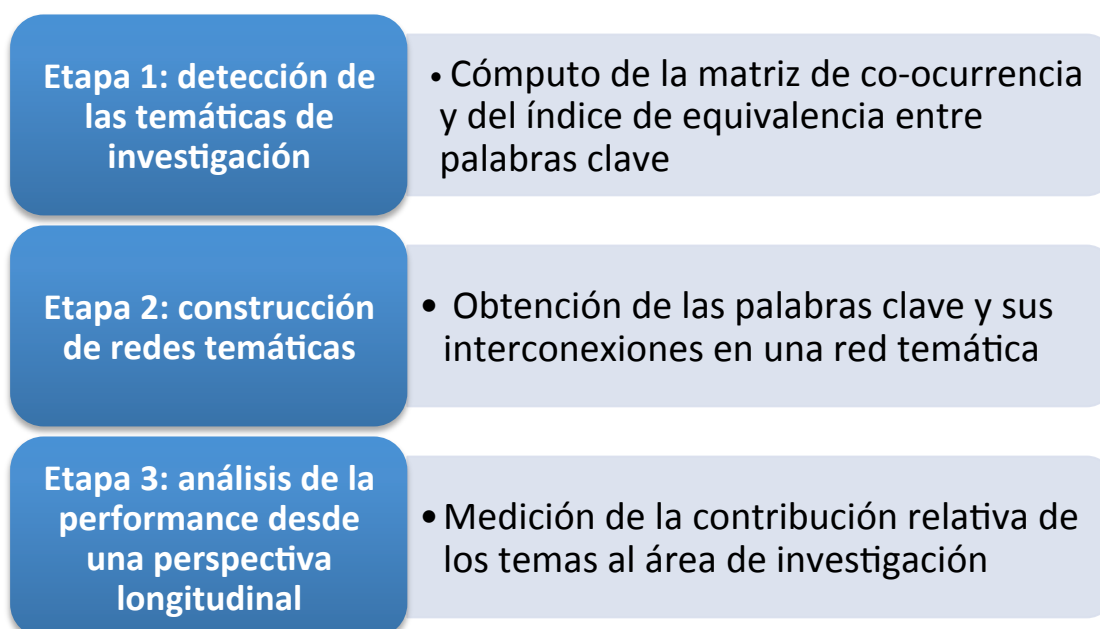 Etapa 1: detección de
las temáticas de
investigación
• Cómputo de la matriz de co-ocurrencia
y del índice de equivalencia entre
palabras clave
Etapa 2: construcción
de redes temáticas
• Obtención de las palabras clave y sus
interconexiones en una red temática
Etapa 3: análisis de la
performance desde
una perspectiva
longitudinal
• Medición de la contribución relativa de
los temas al área de investigación